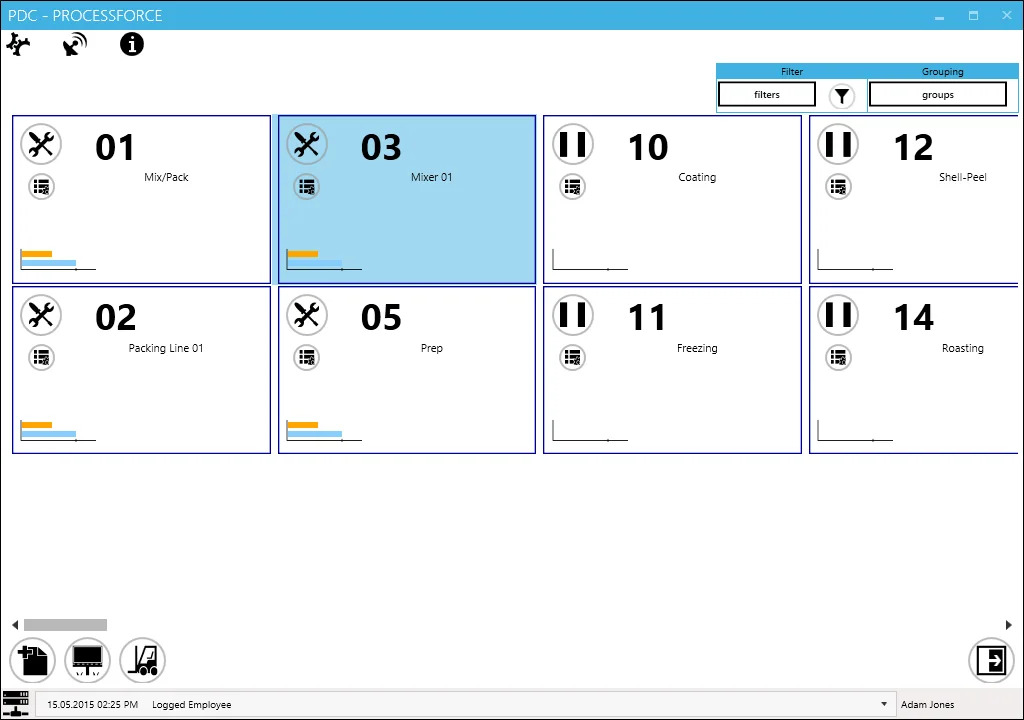 PDC - PROCESSFORCE
Filter
Grouping
filters
groups
01
Mix/Pack
03
Mixer 01
10
Coating
12
Shell-Peel
02
Packing Line 01
05
Prep
11
Freezing
14
Roasting
15.05.2015 02:25 PM Logged Employee
Adam Jones